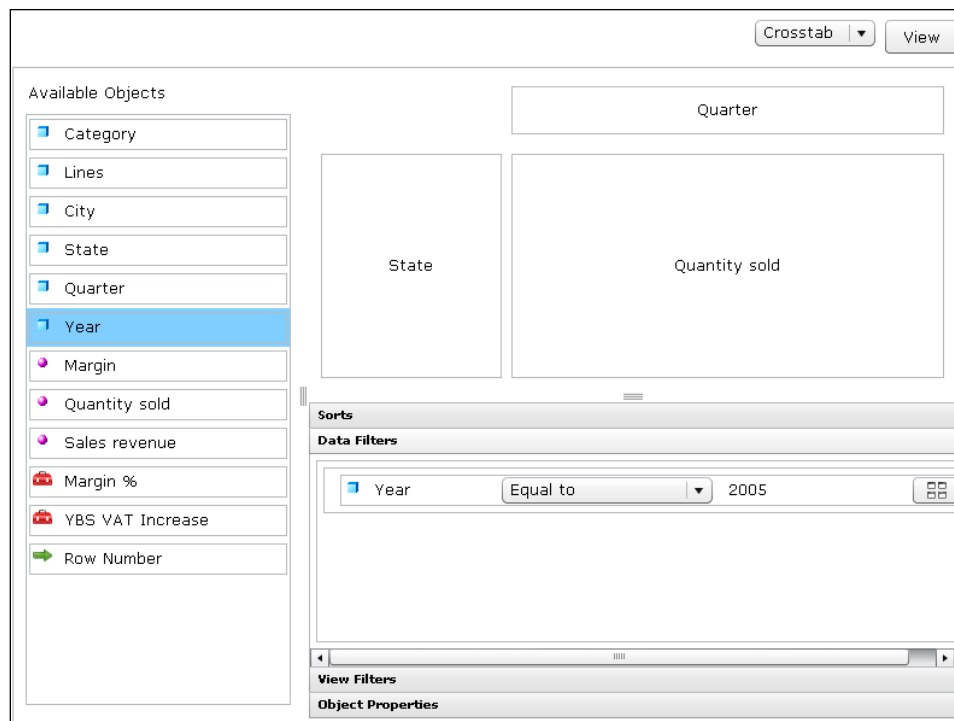 Crosstab
View
Available Objects
Category
Lines
City
State
Quarter
Year
Margin
Quantity sold
Sales revenue
Margin %
YBS VAT Increase
Row Number
Quarter
State
Quantity sold
Sorts
Data Filters
Year Equal to 2005
View Filters
Object Properties